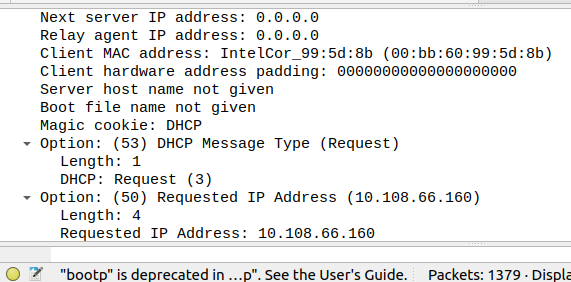 Next server IP address: 0.0.0.0
Relay agent IP address: 0.0.0.0
Client MAC address: IntelCor_99:5d:8b (00:bb:60:99:5d:8b)
Client hardware address padding: 00000000000000000000
Server host name not given
Boot file name not given
Magic cookie: DHCP
Option: (53) DHCP Message Type (Request)
Length: 1
DHCP: Request (3)
Option: (50) Requested IP Address (10.108.66.160)
Length: 4
Requested IP Address: 10.108.66.160
"bootp" is deprecated in …p". See the User's Guide. Packets: 1379 · Displa